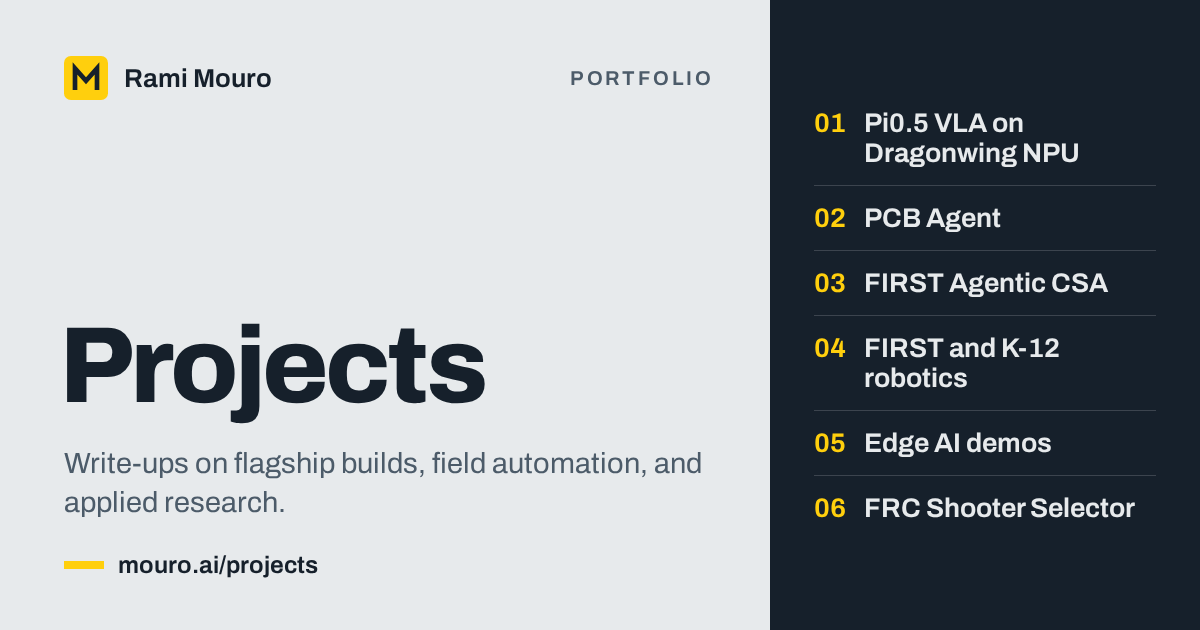 M
Rami Mouro
PORTFOLIO
Projects
Write-ups on flagship builds, field automation, and
applied research.
mouro.ai/projects
01 Pi0.5 VLA on
Dragonwing NPU
02 PCB Agent
03 FIRST Agentic CSA
04 FIRST and K-12
robotics
05 Edge AI demos
06 FRC Shooter Selector